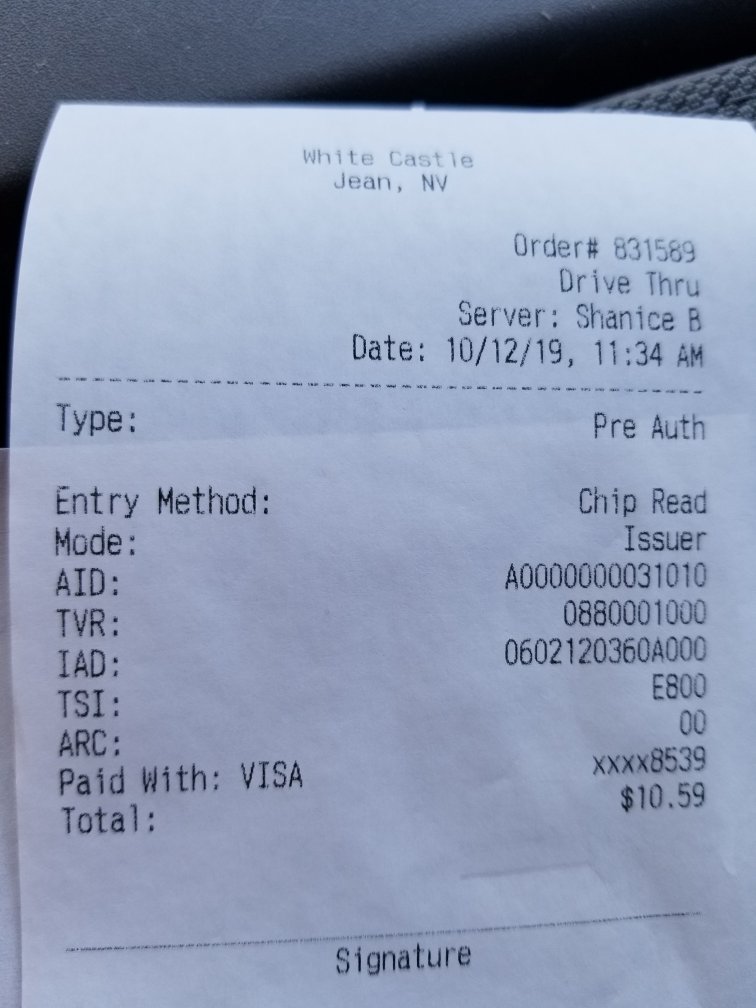 White Castle
Jean, NV
Order# 831589
Drive Thru
Server: Shanice B
Date: 10/12/19, 11:34 AM
Type: Pre Auth
Entry Method: Chip Read
Mode: Issuer
AID: A0000000031010
TVR: 0880001000
IAD: 0602120360A000
TSI: E800
ARC: 00
Paid With: VISA xxxx8539
Total: $10.59
Signature